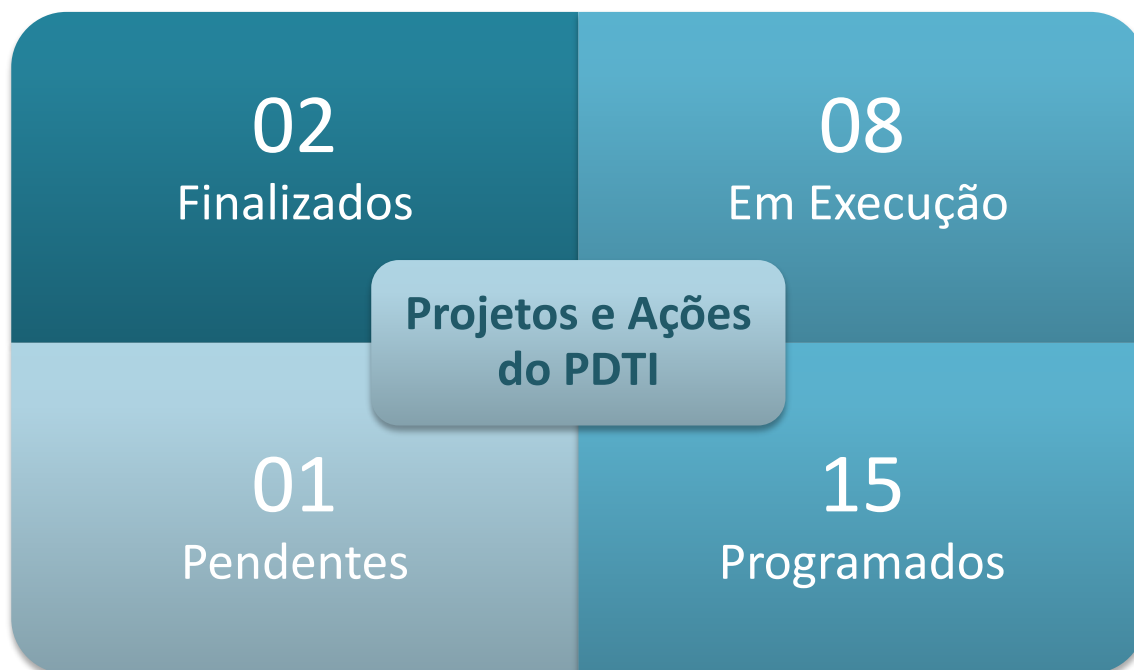 02
Finalizados
08
Em Execução
Projetos e Ações
do PDTI
01
Pendentes
15
Programados